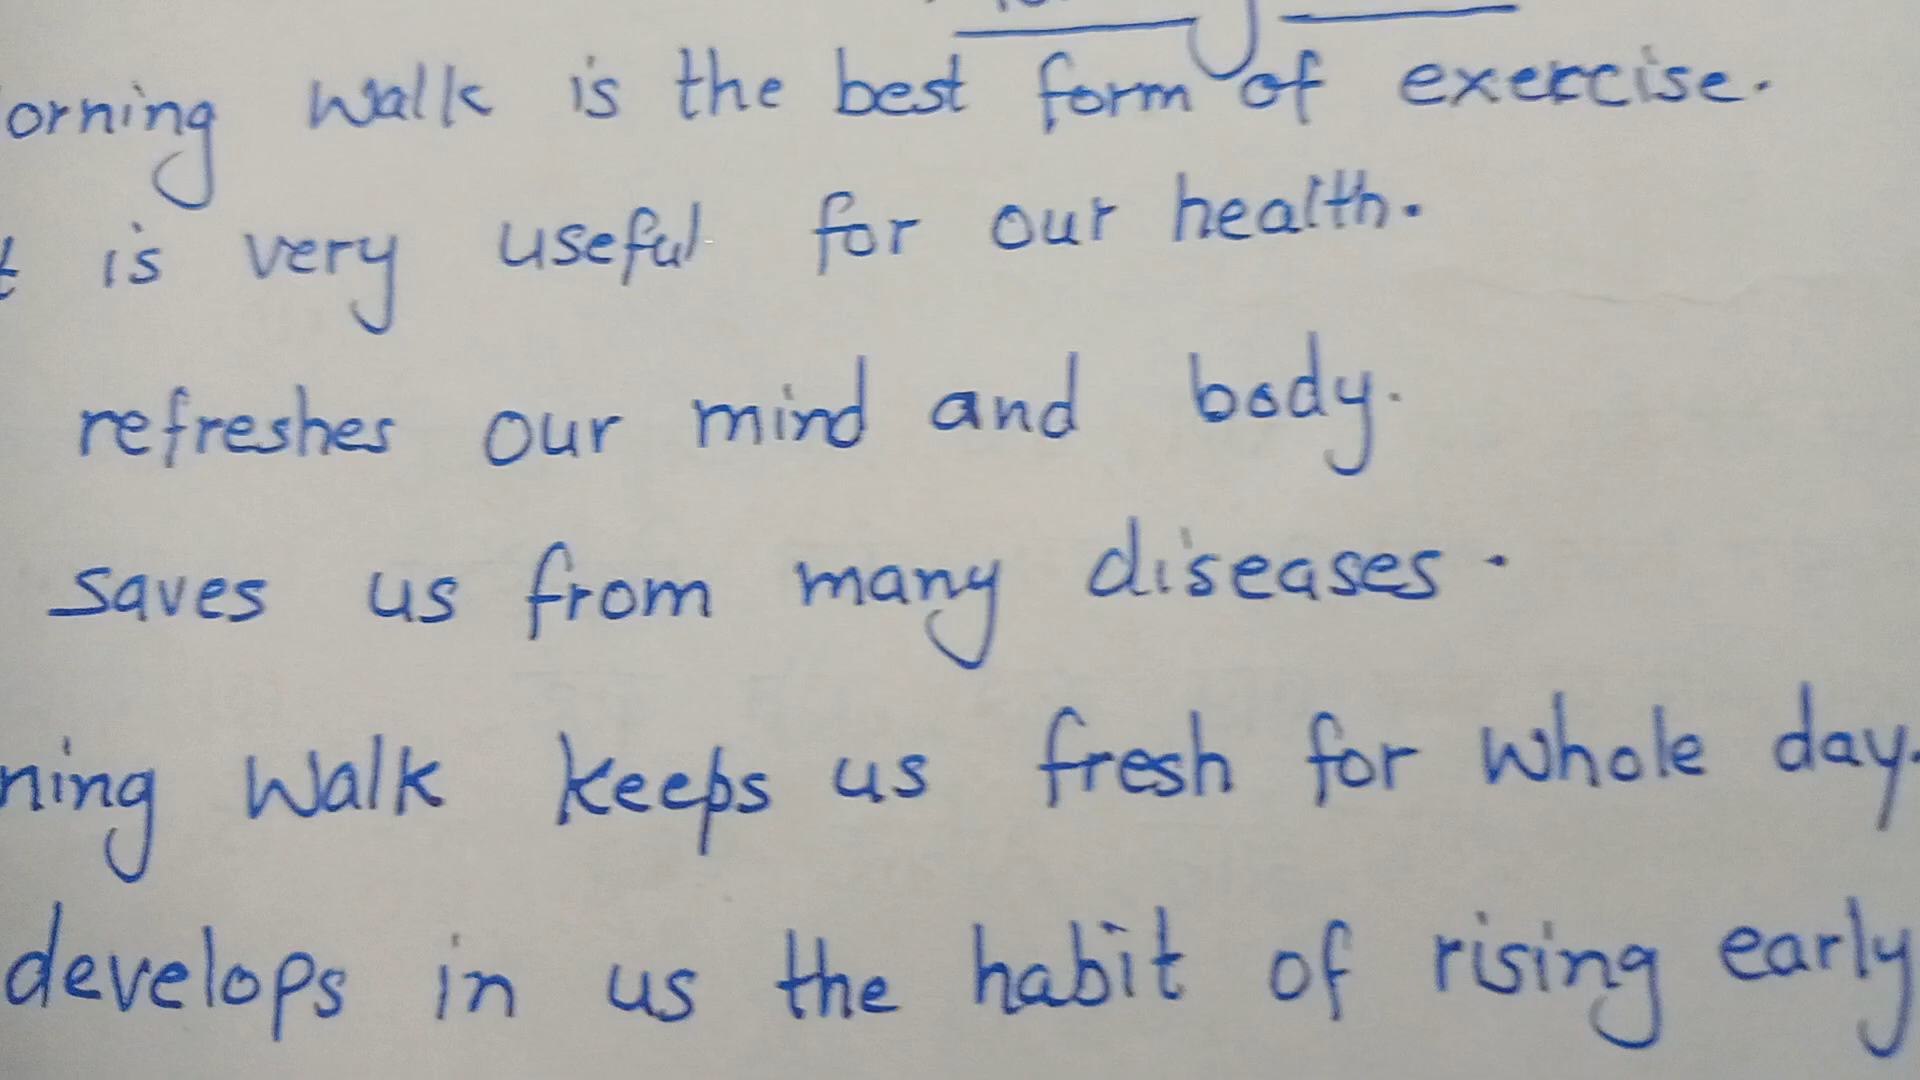 orning walk is the best form of exercise.
t is very useful for our health.
refreshes our mind and body.
saves us from many diseases.
ning walk keeps us fresh for whole day.
develops in us the habit of rising early